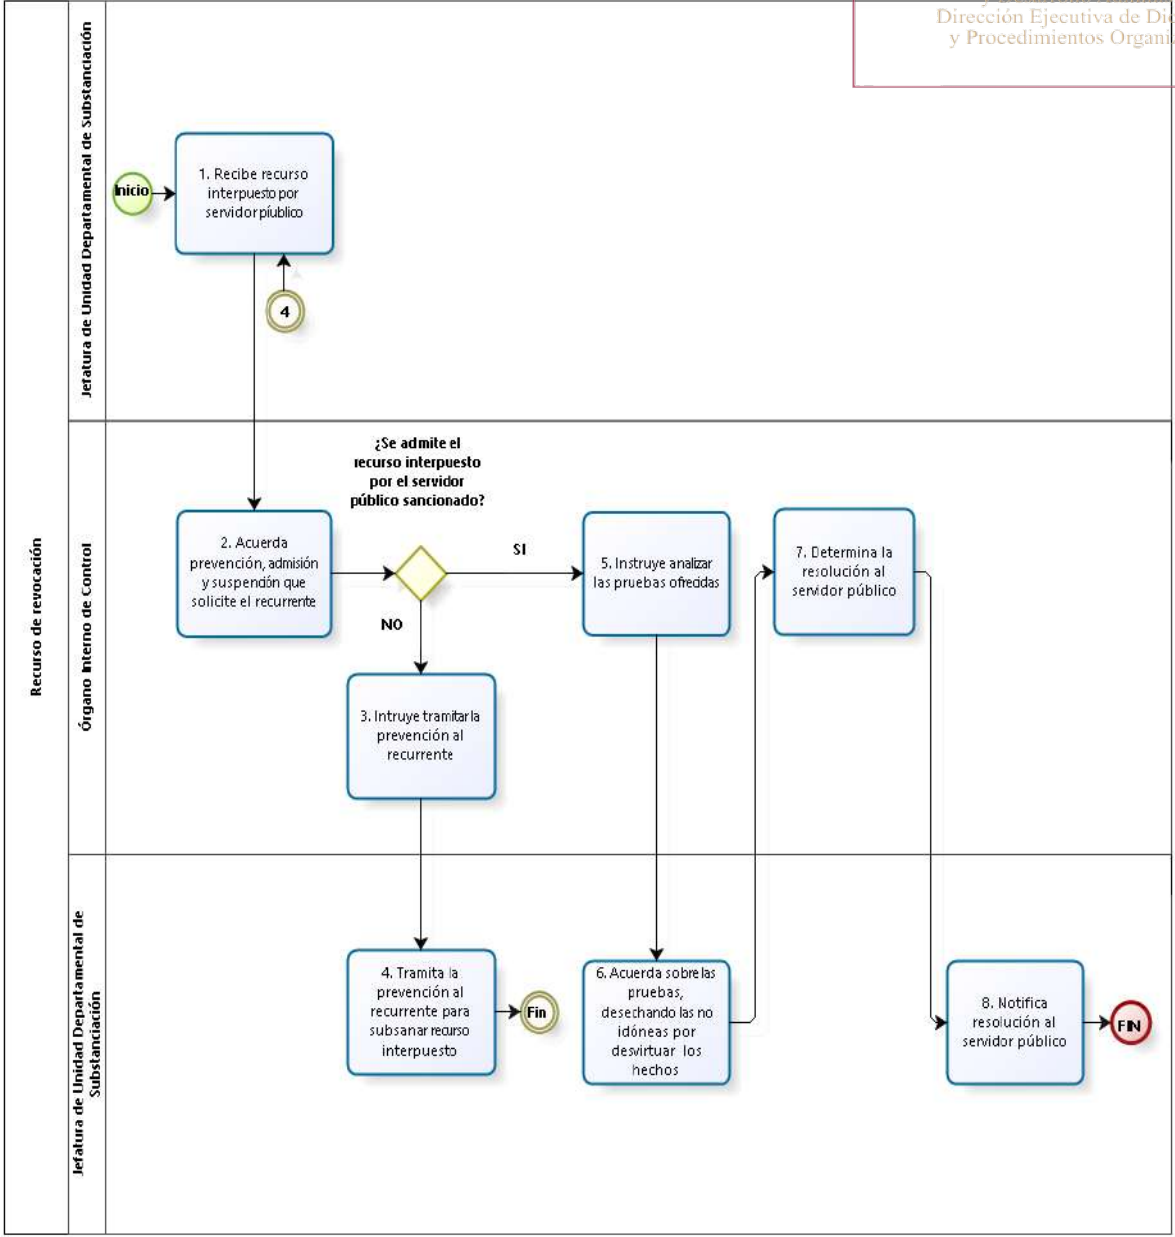 Dirección Ejecutiva de
y Procedimientos
Recurso de revocación
Jefatura de Unidad Departamental de Substanciación
Inicio
1. Recibe recurso
interpuesto por
servidor píublico
4
Órgano Interno de Control
¿Se admite el
recurso interpuesto
por el servidor
público sancionado?
2. Acuerda
prevención, admisión
y suspención que
solicite el recurrente
SI
NO
5. Instruye analizar
las pruebas ofrecidas
7. Determina la
resolución al
servidor público
3. Intruye tramitar la
prevención al
recurrente
Jefatura de Unidad Departamental de
Substanciación
4. Tramita la
prevención al
recurrente para
subsanar recurso
interpuesto
Fin
6. Acuerda sobre las
pruebas,
desechando las no
idóneas por
desvirtuar los
hechos
8. Notifica
resolución al
servidor público
FIN